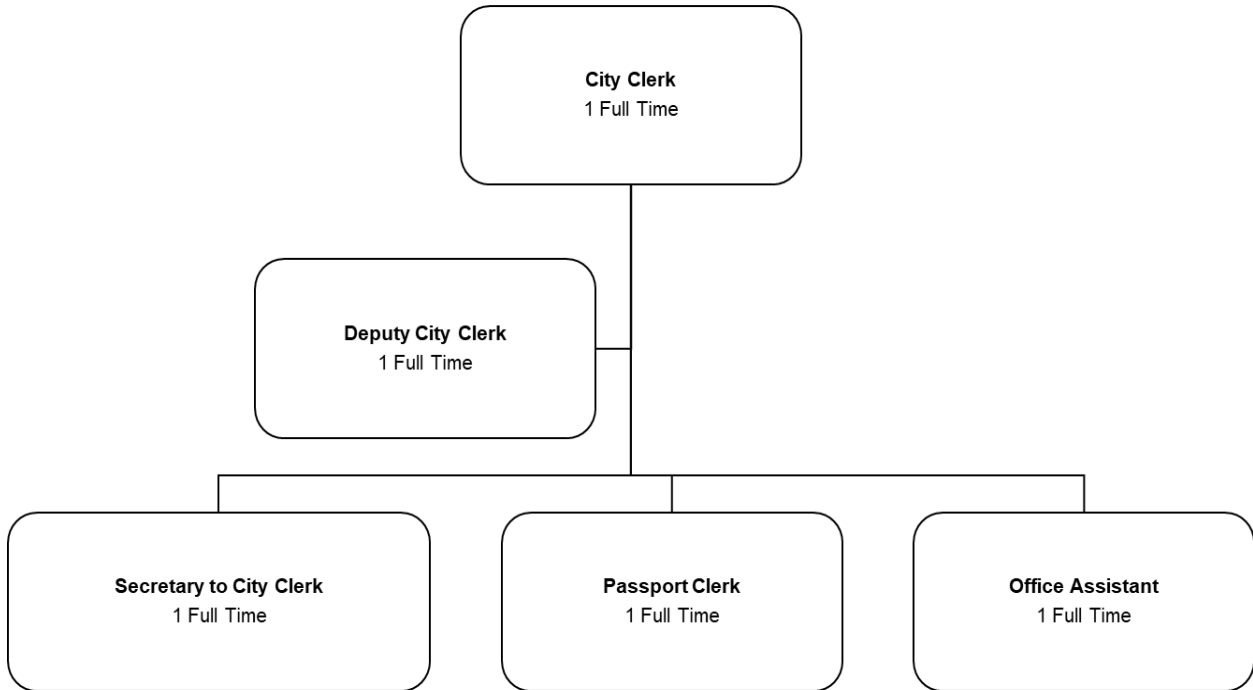 City Clerk
1 Full Time
Deputy City Clerk
1 Full Time
Secretary to City Clerk
1 Full Time
Passport Clerk
1 Full Time
Office Assistant
1 Full Time